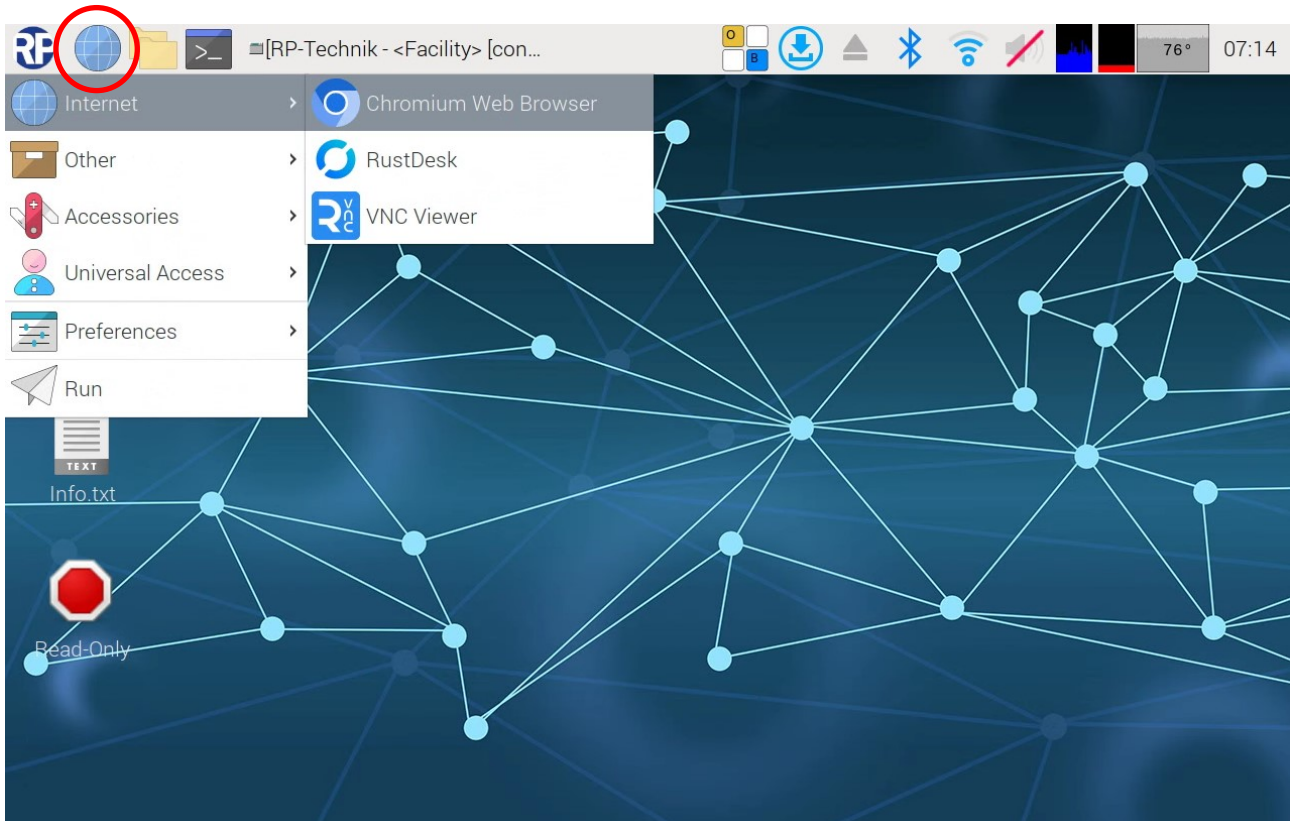 RP
>_
[RP-Technik - <Facility> [con...
O
B
76°
07:14
Internet
Chromium Web Browser
Other
RustDesk
Accessories
VNC Viewer
Universal Access
Preferences
Run
TEXT
Info.txt
Read-Only